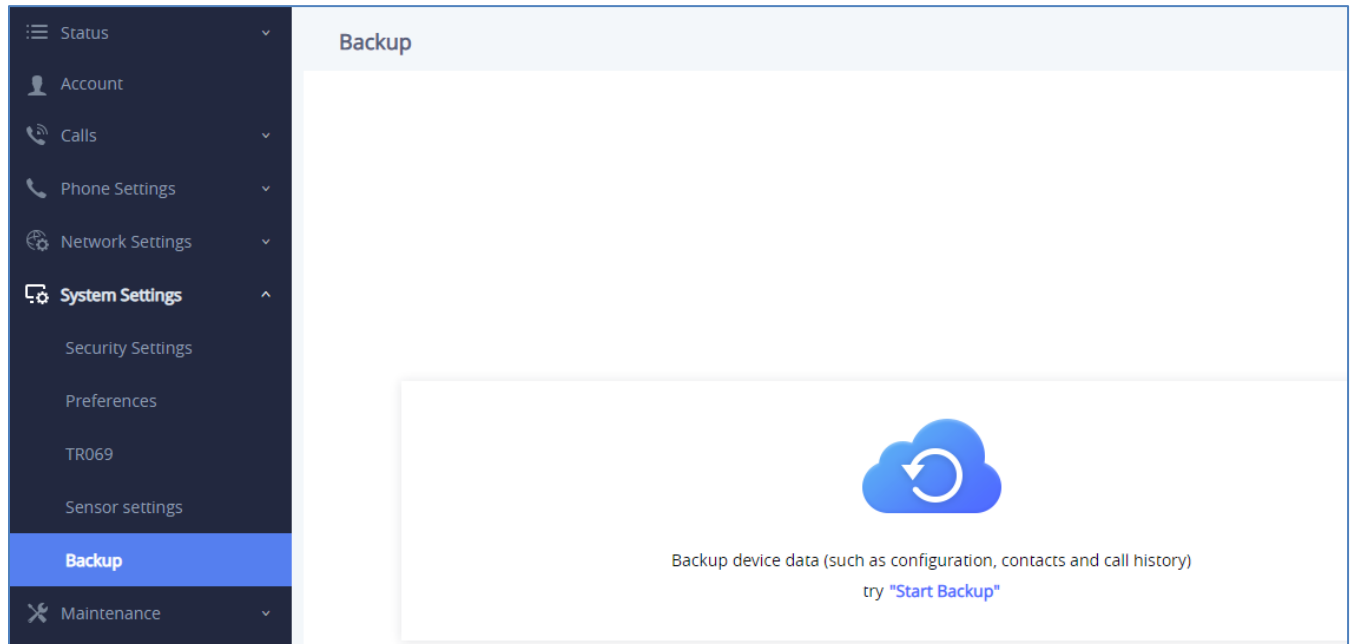 Status
Account
Calls
Phone Settings
Network Settings
System Settings
Security Settings
Preferences
TR069
Sensor settings
Backup
Maintenance
Backup
Backup device data (such as configuration, contacts and call history)
try "Start Backup"